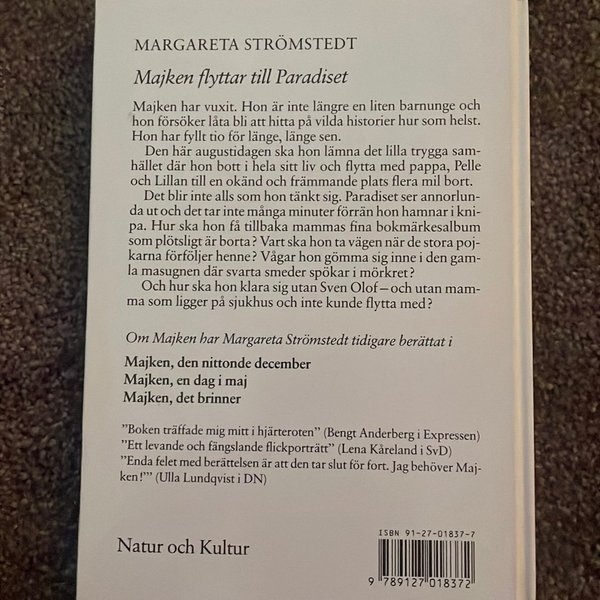 MARGARETA STRÖMSTEDT
Majken flyttar till Paradiset
Majken har vuxit. Hon är inte längre en liten barnunge och
hon försöker låta bli att hitta på vilda historier hur som helst.
Hon har fyllt tio för länge, länge sen.
Den här augustidagen ska hon lämna det lilla trygga sam-
hället där hon bott i hela sitt liv och flytta med pappa, Pelle
och Lillan till en okänd och främmande plats flera mil bort.
Det blir inte alls som hon tänkt sig. Paradiset ser annorlun-
da ut och det tar inte många minuter förrän hon hamnar i kni-
pa. Hur ska hon få tillbaka mammas fina bokmärkesalbum
som plötsligt är borta? Vart ska hon ta vägen när de stora poj-
karna förföljer henne? Vågar hon gömma sig inne i den gam-
la masugnen där svarta smeder spökar i mörkret?
Och hur ska hon klara sig utan Sven Olof – och utan mam-
ma som ligger på sjukhus och inte kunde flytta med?
Om Majken har Margareta Strömstedt tidigare berättat i
Majken, den nittonde december
Majken, en dag i maj
Majken, det brinner
”Boken träffade mig mitt i hjärteroten” (Bengt Anderberg i Expressen)
”Ett levande och fängslande flickporträtt” (Lena Kåreland i SvD)
”Enda felet med berättelsen är att den tar slut för fort. Jag behöver Maj-
ken!’” (Ulla Lundqvist i DN)
Natur och Kultur
ISBN 91-27-01837-7
9 789127 018372